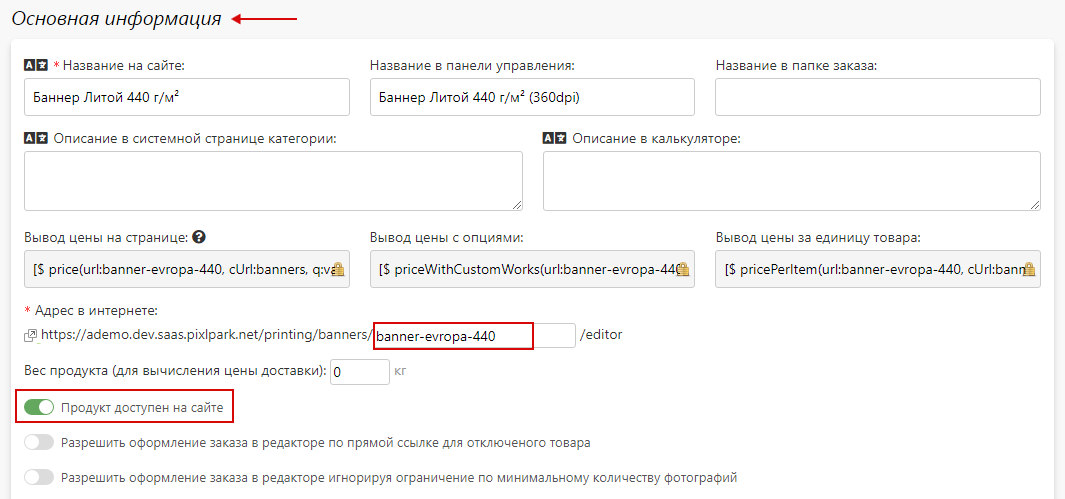 Основная информация
* Название на сайте: Название в панели управления: Название в папке заказа:
Баннер Литой 440 г/м² Баннер Литой 440 г/м² (360dpi)
Описание в системной странице категории: Описание в калькуляторе:
Вывод цены на странице: Вывод цены с опциями: Вывод цены за единицу товара:
[$ price(url:banner-evropa-440, cUrl:banners, q:va [$ priceWithCustomWorks(url:banner-evropa-440 [$ pricePerItem(url:banner-evropa-440, cUrl:bann
* Адрес в интернете:
https://ademo.dev.saas.pixlpark.net/printing/banners/ banner-evropa-440 /editor
Вес продукта (для вычисления цены доставки): 0 кг
Продукт доступен на сайте
Разрешить оформление заказа в редакторе по прямой ссылке для отключеного товара
Разрешить оформление заказа в редакторе игнорируя ограничение по минимальному количеству фотографий